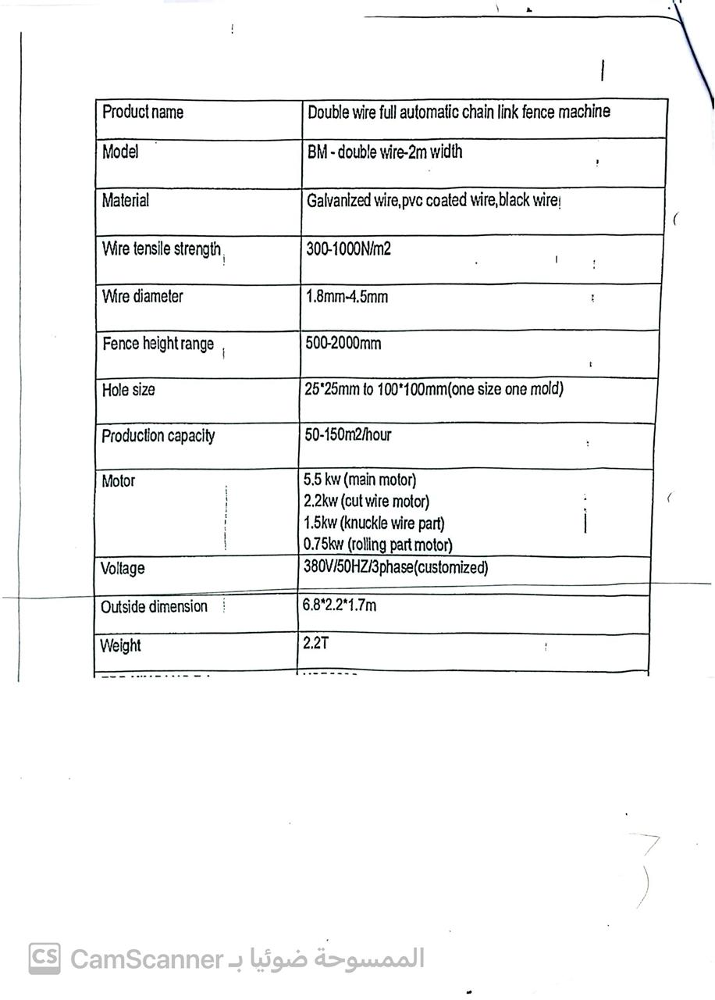 Product name
Double wire full automatic chain link fence machine
Model
BM - double wire-2m width
Material
Galvanized wire,pvc coated wire,black wire
Wire tensile strength
300-1000N/m2
Wire diameter
1.8mm-4.5mm
Fence height range
500-2000mm
Hole size
25*25mm to 100*100mm(one size one mold)
Production capacity
50-150m2/hour
Motor
5.5 kw (main motor)
2.2kw (cut wire motor)
1.5kw (knuckle wire part)
0.75kw (rolling part motor)
Voltage
380V/50HZ/3phase(customized)
Outside dimension
6.8*2.2*1.7m
Weight
2.2T
CS CamScanner الممسوحة ضوئيا بـ